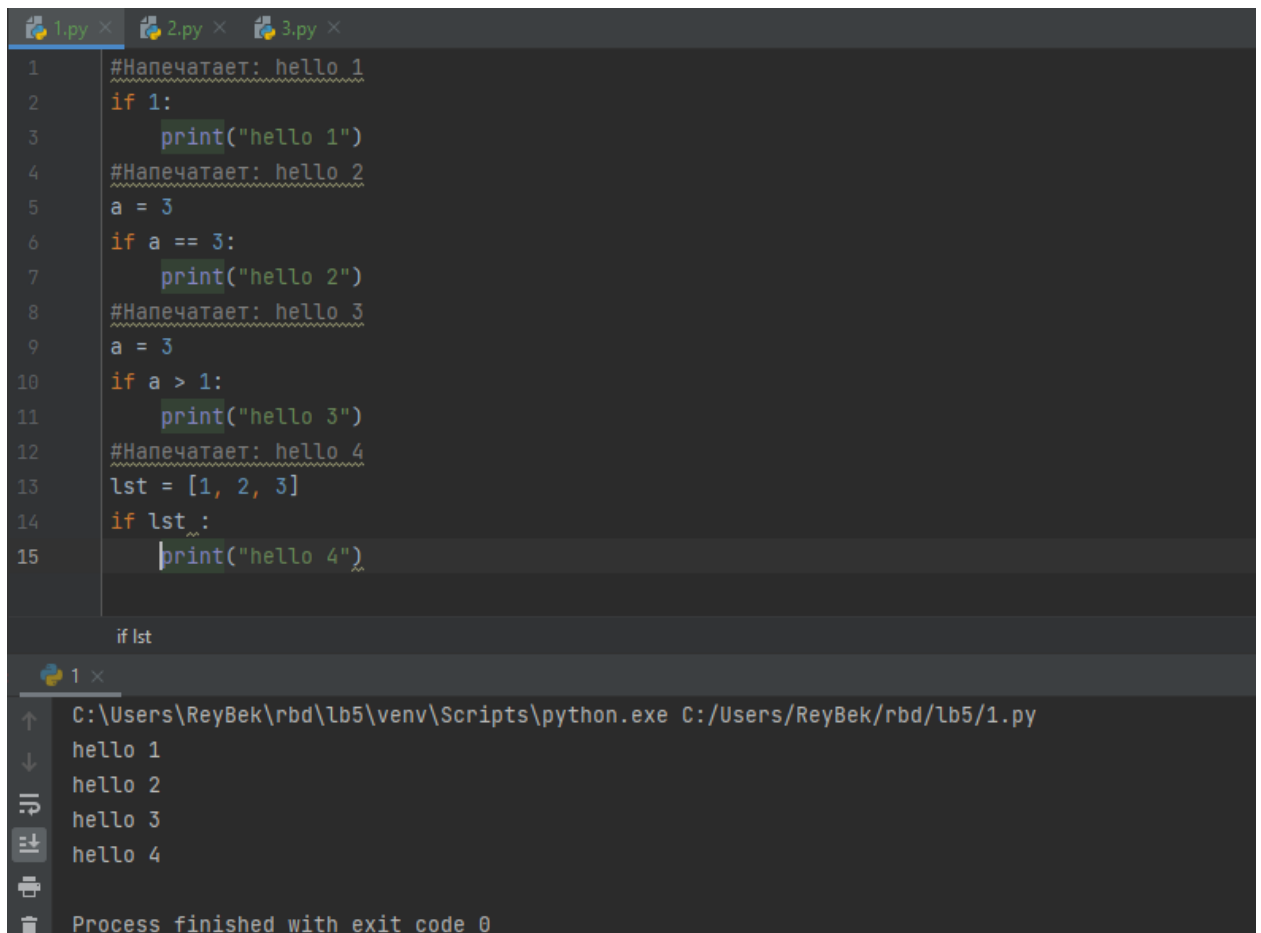 1.py 2.py 3.py
1 #Напечатает: hello 1
2 if 1:
3     print("hello 1")
4 #Напечатает: hello 2
5 a = 3
6 if a == 3:
7     print("hello 2")
8 #Напечатает: hello 3
9 a = 3
10 if a > 1:
11     print("hello 3")
12 #Напечатает: hello 4
13 lst = [1, 2, 3]
14 if lst :
15     print("hello 4")
if lst
1
C:\Users\ReyBek\rbd\lb5\venv\Scripts\python.exe C:/Users/ReyBek/rbd/lb5/1.py
hello 1
hello 2
hello 3
hello 4
Process finished with exit code 0